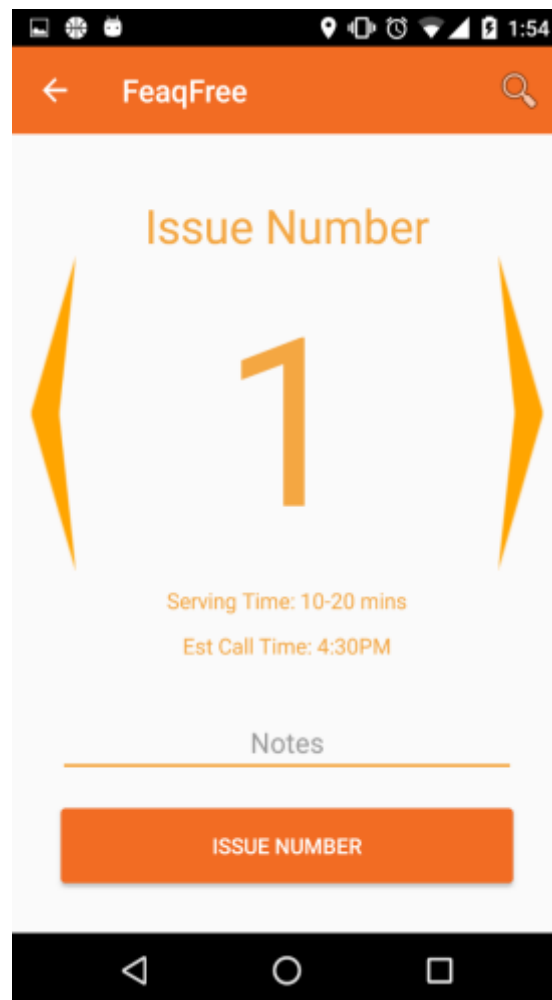 1:54
FeaqFree
Issue Number
1
Serving Time: 10-20 mins
Est Call Time: 4:30PM
Notes
ISSUE NUMBER